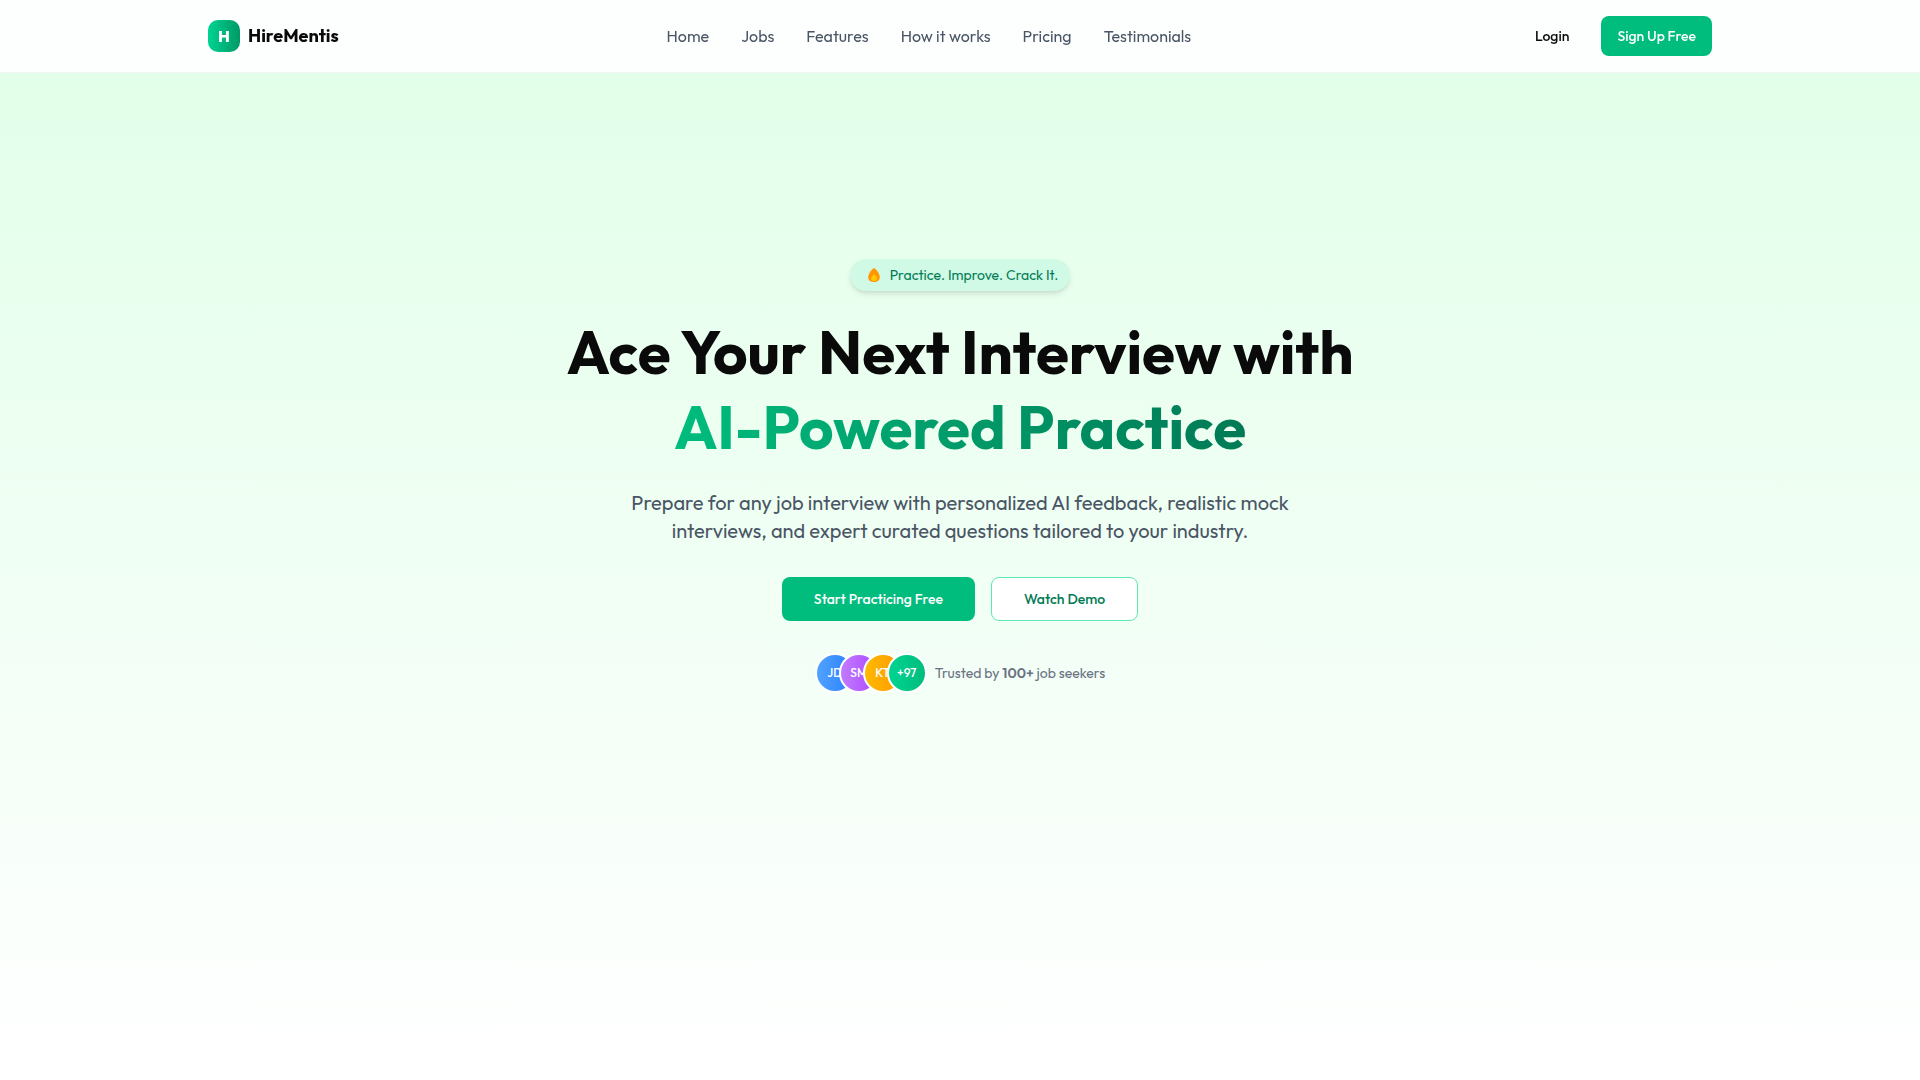 H HireMentis
Home Jobs Features How it works Pricing Testimonials
Login Sign Up Free
Practice. Improve. Crack It.
Ace Your Next Interview with
AI-Powered Practice
Prepare for any job interview with personalized AI feedback, realistic mock
interviews, and expert curated questions tailored to your industry.
Start Practicing Free Watch Demo
JD SM KT +97 Trusted by 100+ job seekers